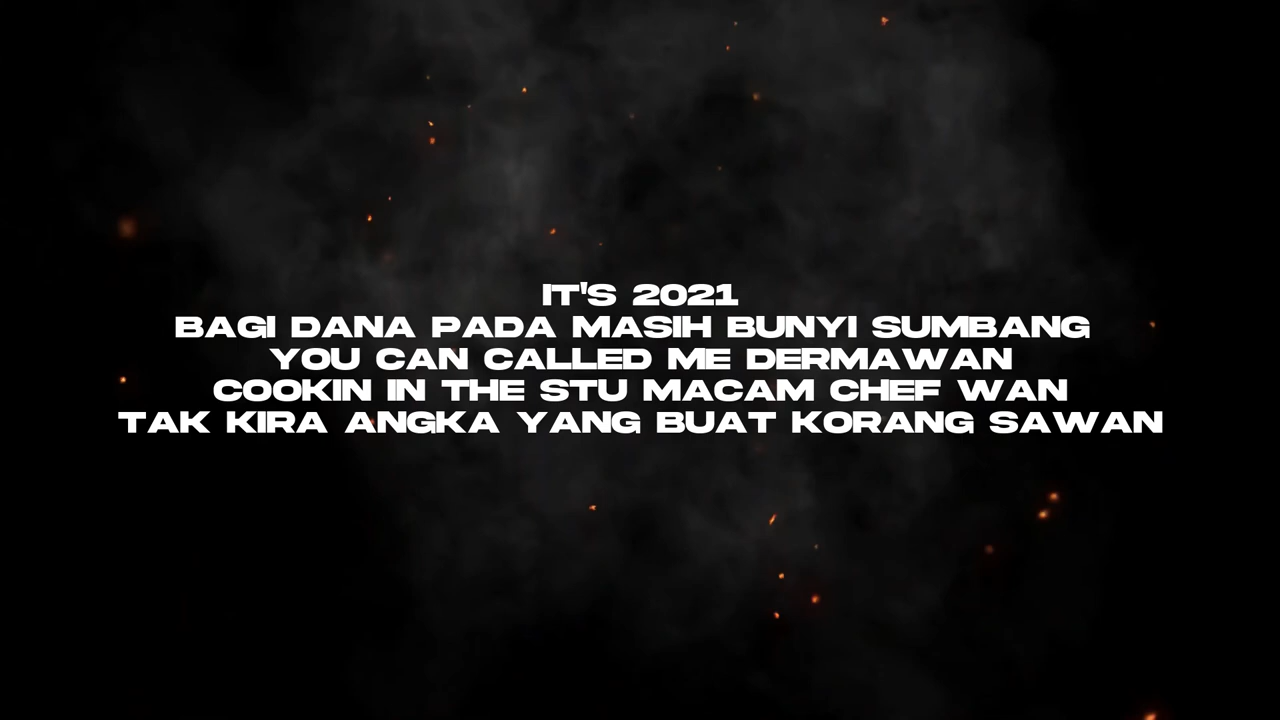 IT'S 2021
BAGI DANA PADA MASIH BUNYI SUMBANG
YOU CAN CALLED ME DERMAWAN
COOKIN IN THE STU MACAM CHEF WAN
TAK KIRA ANGKA YANG BUAT KORANG SAWAN